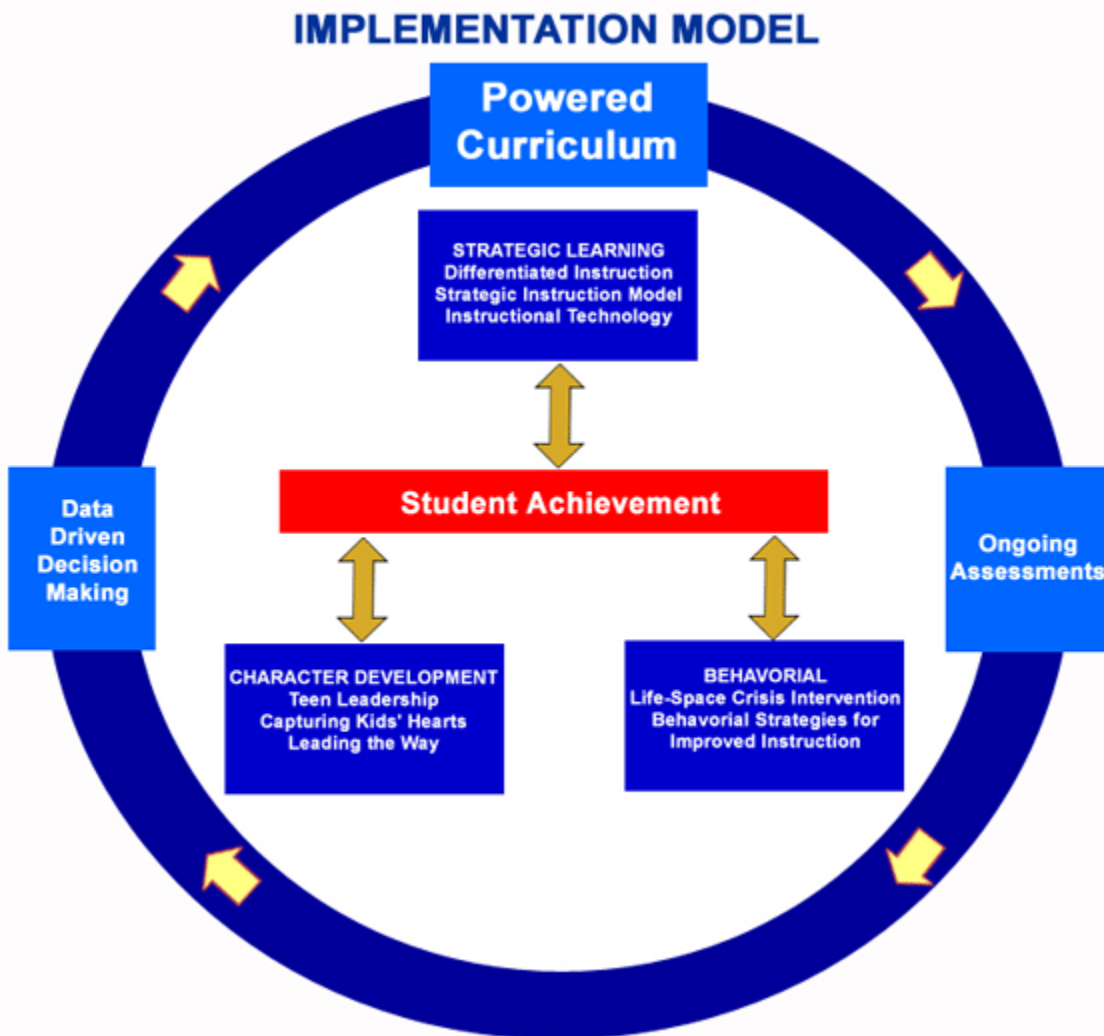 IMPLEMENTATION MODEL
Powered
Curriculum
STRATEGIC LEARNING
Differentiated Instruction
Strategic Instruction Model
Instructional Technology
Student Achievement
Data
Driven
Decision
Making
Ongoing
Assessments
CHARACTER DEVELOPMENT
Teen Leadership
Capturing Kids' Hearts
Leading the Way
BEHAVORIAL
Life-Space Crisis Intervention
Behavorial Strategies for
Improved Instruction